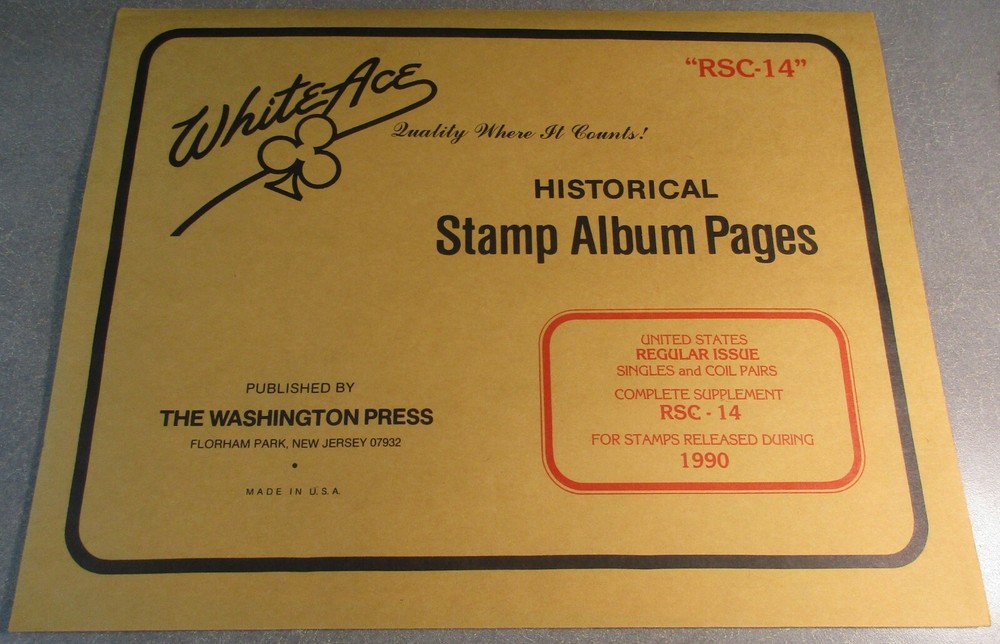 "RSC-14"
White Ace
Quality Where It Counts!
HISTORICAL
Stamp Album Pages
UNITED STATES
REGULAR ISSUE
SINGLES and COIL PAIRS
COMPLETE SUPPLEMENT
RSC - 14
FOR STAMPS RELEASED DURING
1990
PUBLISHED BY
THE WASHINGTON PRESS
FLORHAM PARK, NEW JERSEY 07932
•
MADE IN U.S.A.